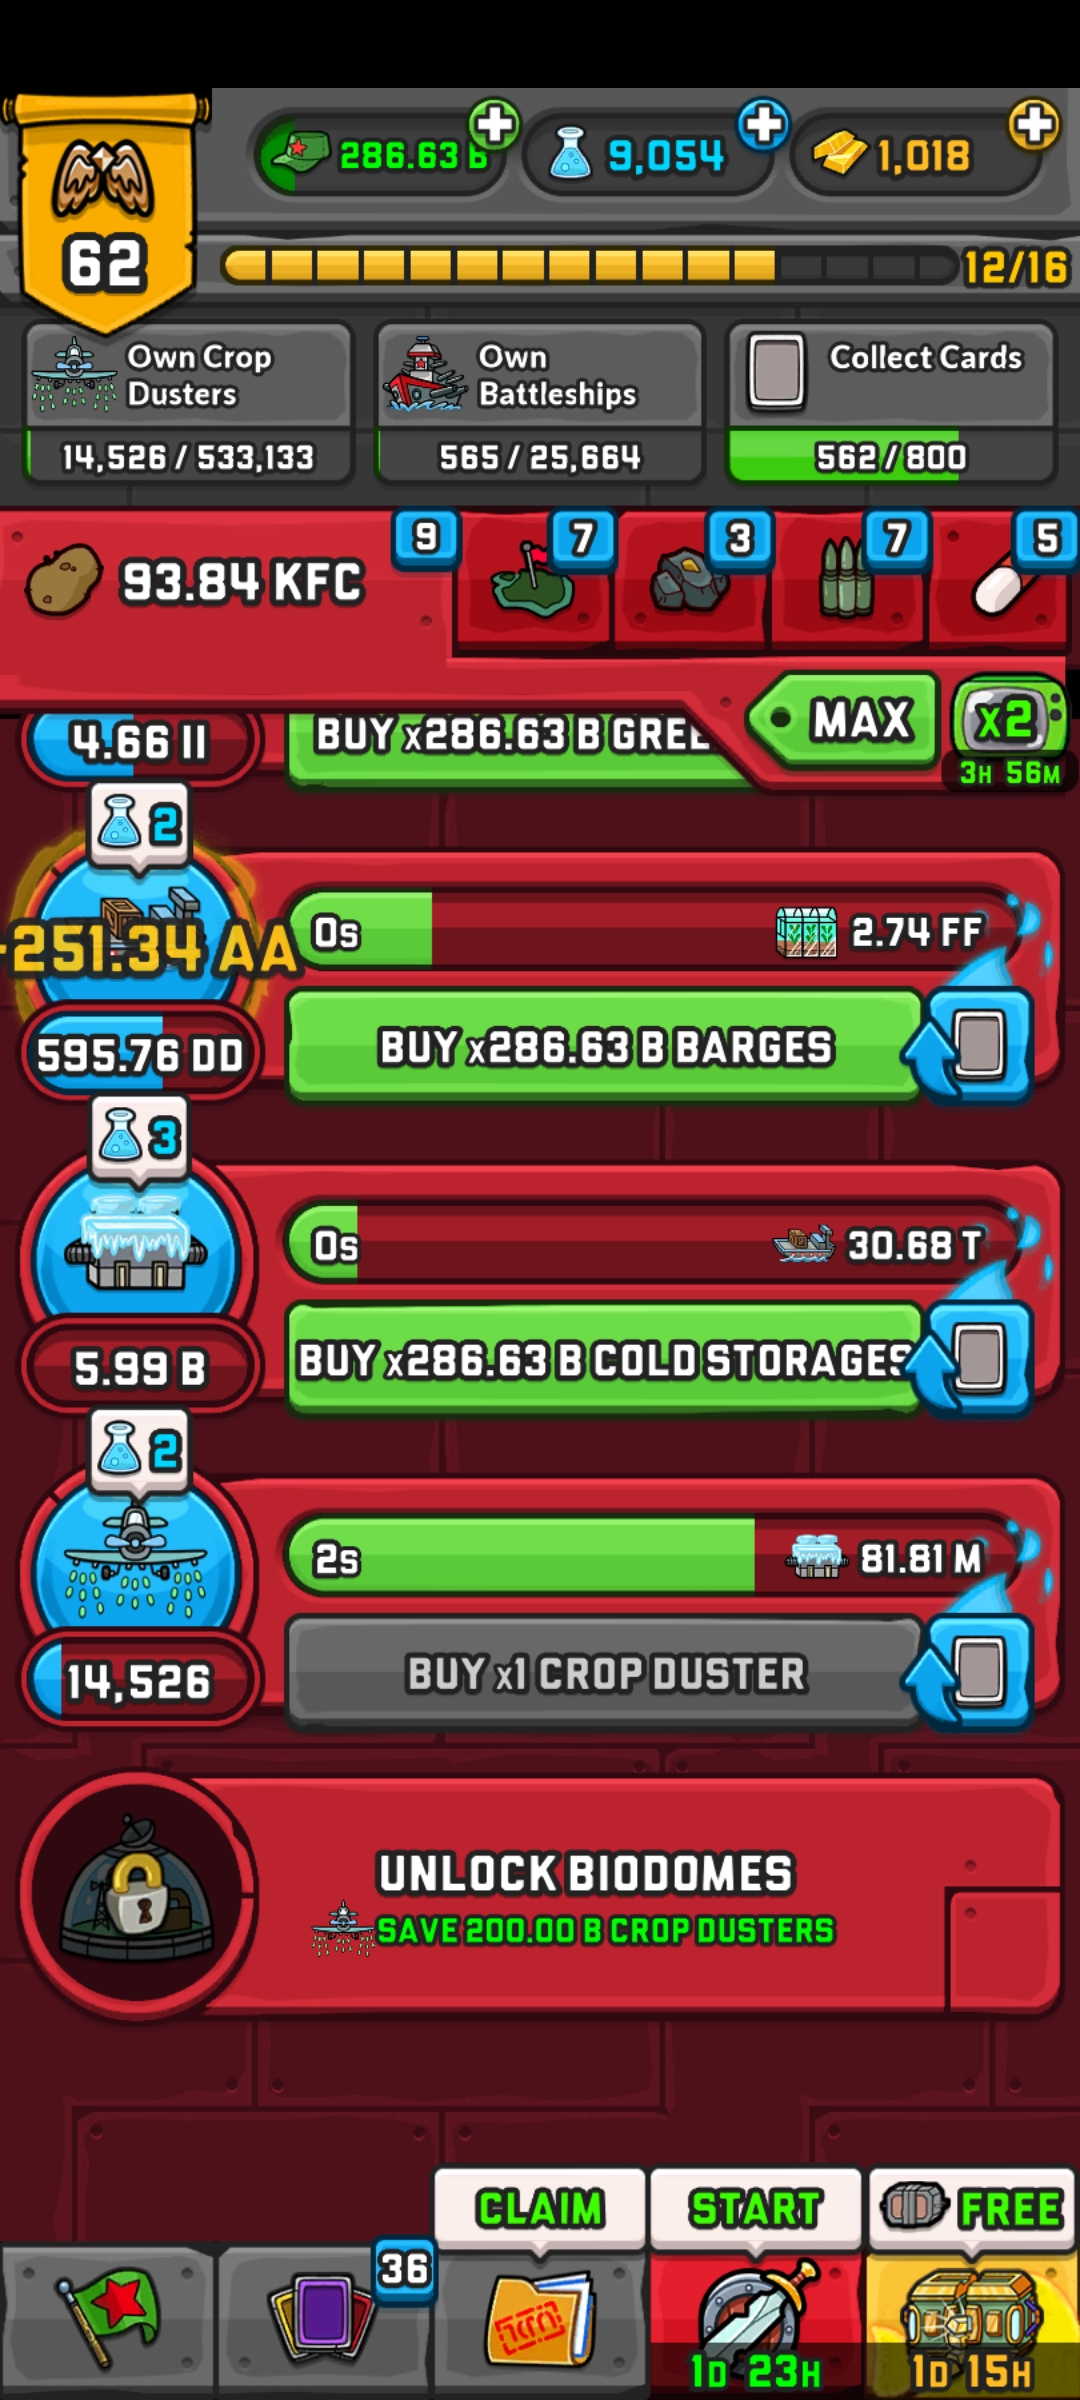 286.63 B
9,054
1,018
62
12/16
Own Crop
Dusters
14,526 / 533,133
Own
Battleships
565 / 25,664
Collect Cards
562 / 800
93.84 KFC
9
7
3
7
5
4.66 II
BUY x286.63 B GREE
MAX
x2
3H 56M
2
-251.34 AA
0s
2.74 FF
595.76 DD
BUY x286.63 B BARGES
3
0s
30.68 T
5.99 B
BUY x286.63 B COLD STORAGES
2
2s
81.81 M
14,526
BUY x1 CROP DUSTER
UNLOCK BIODOMES
SAVE 200.00 B CROP DUSTERS
CLAIM
START
FREE
36
1D 23H
1D 15H